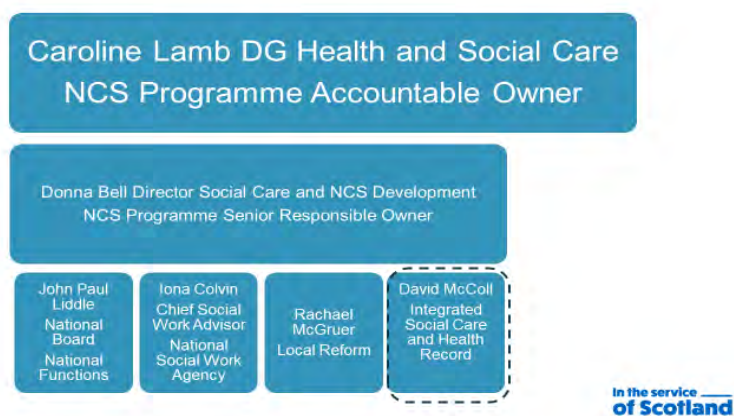 Caroline Lamb DG Health and Social Care
NCS Programme Accountable Owner
Donna Bell Director Social Care and NCS Development
NCS Programme Senior Responsible Owner
John Paul
Liddle
National
Board
National
Functions
Iona Colvin
Chief Social
Work Advisor
National
Social Work
Agency
Rachael
McGruer
Local Reform
David McColl
Integrated
Social Care
and Health
Record
In the service
of Scotland